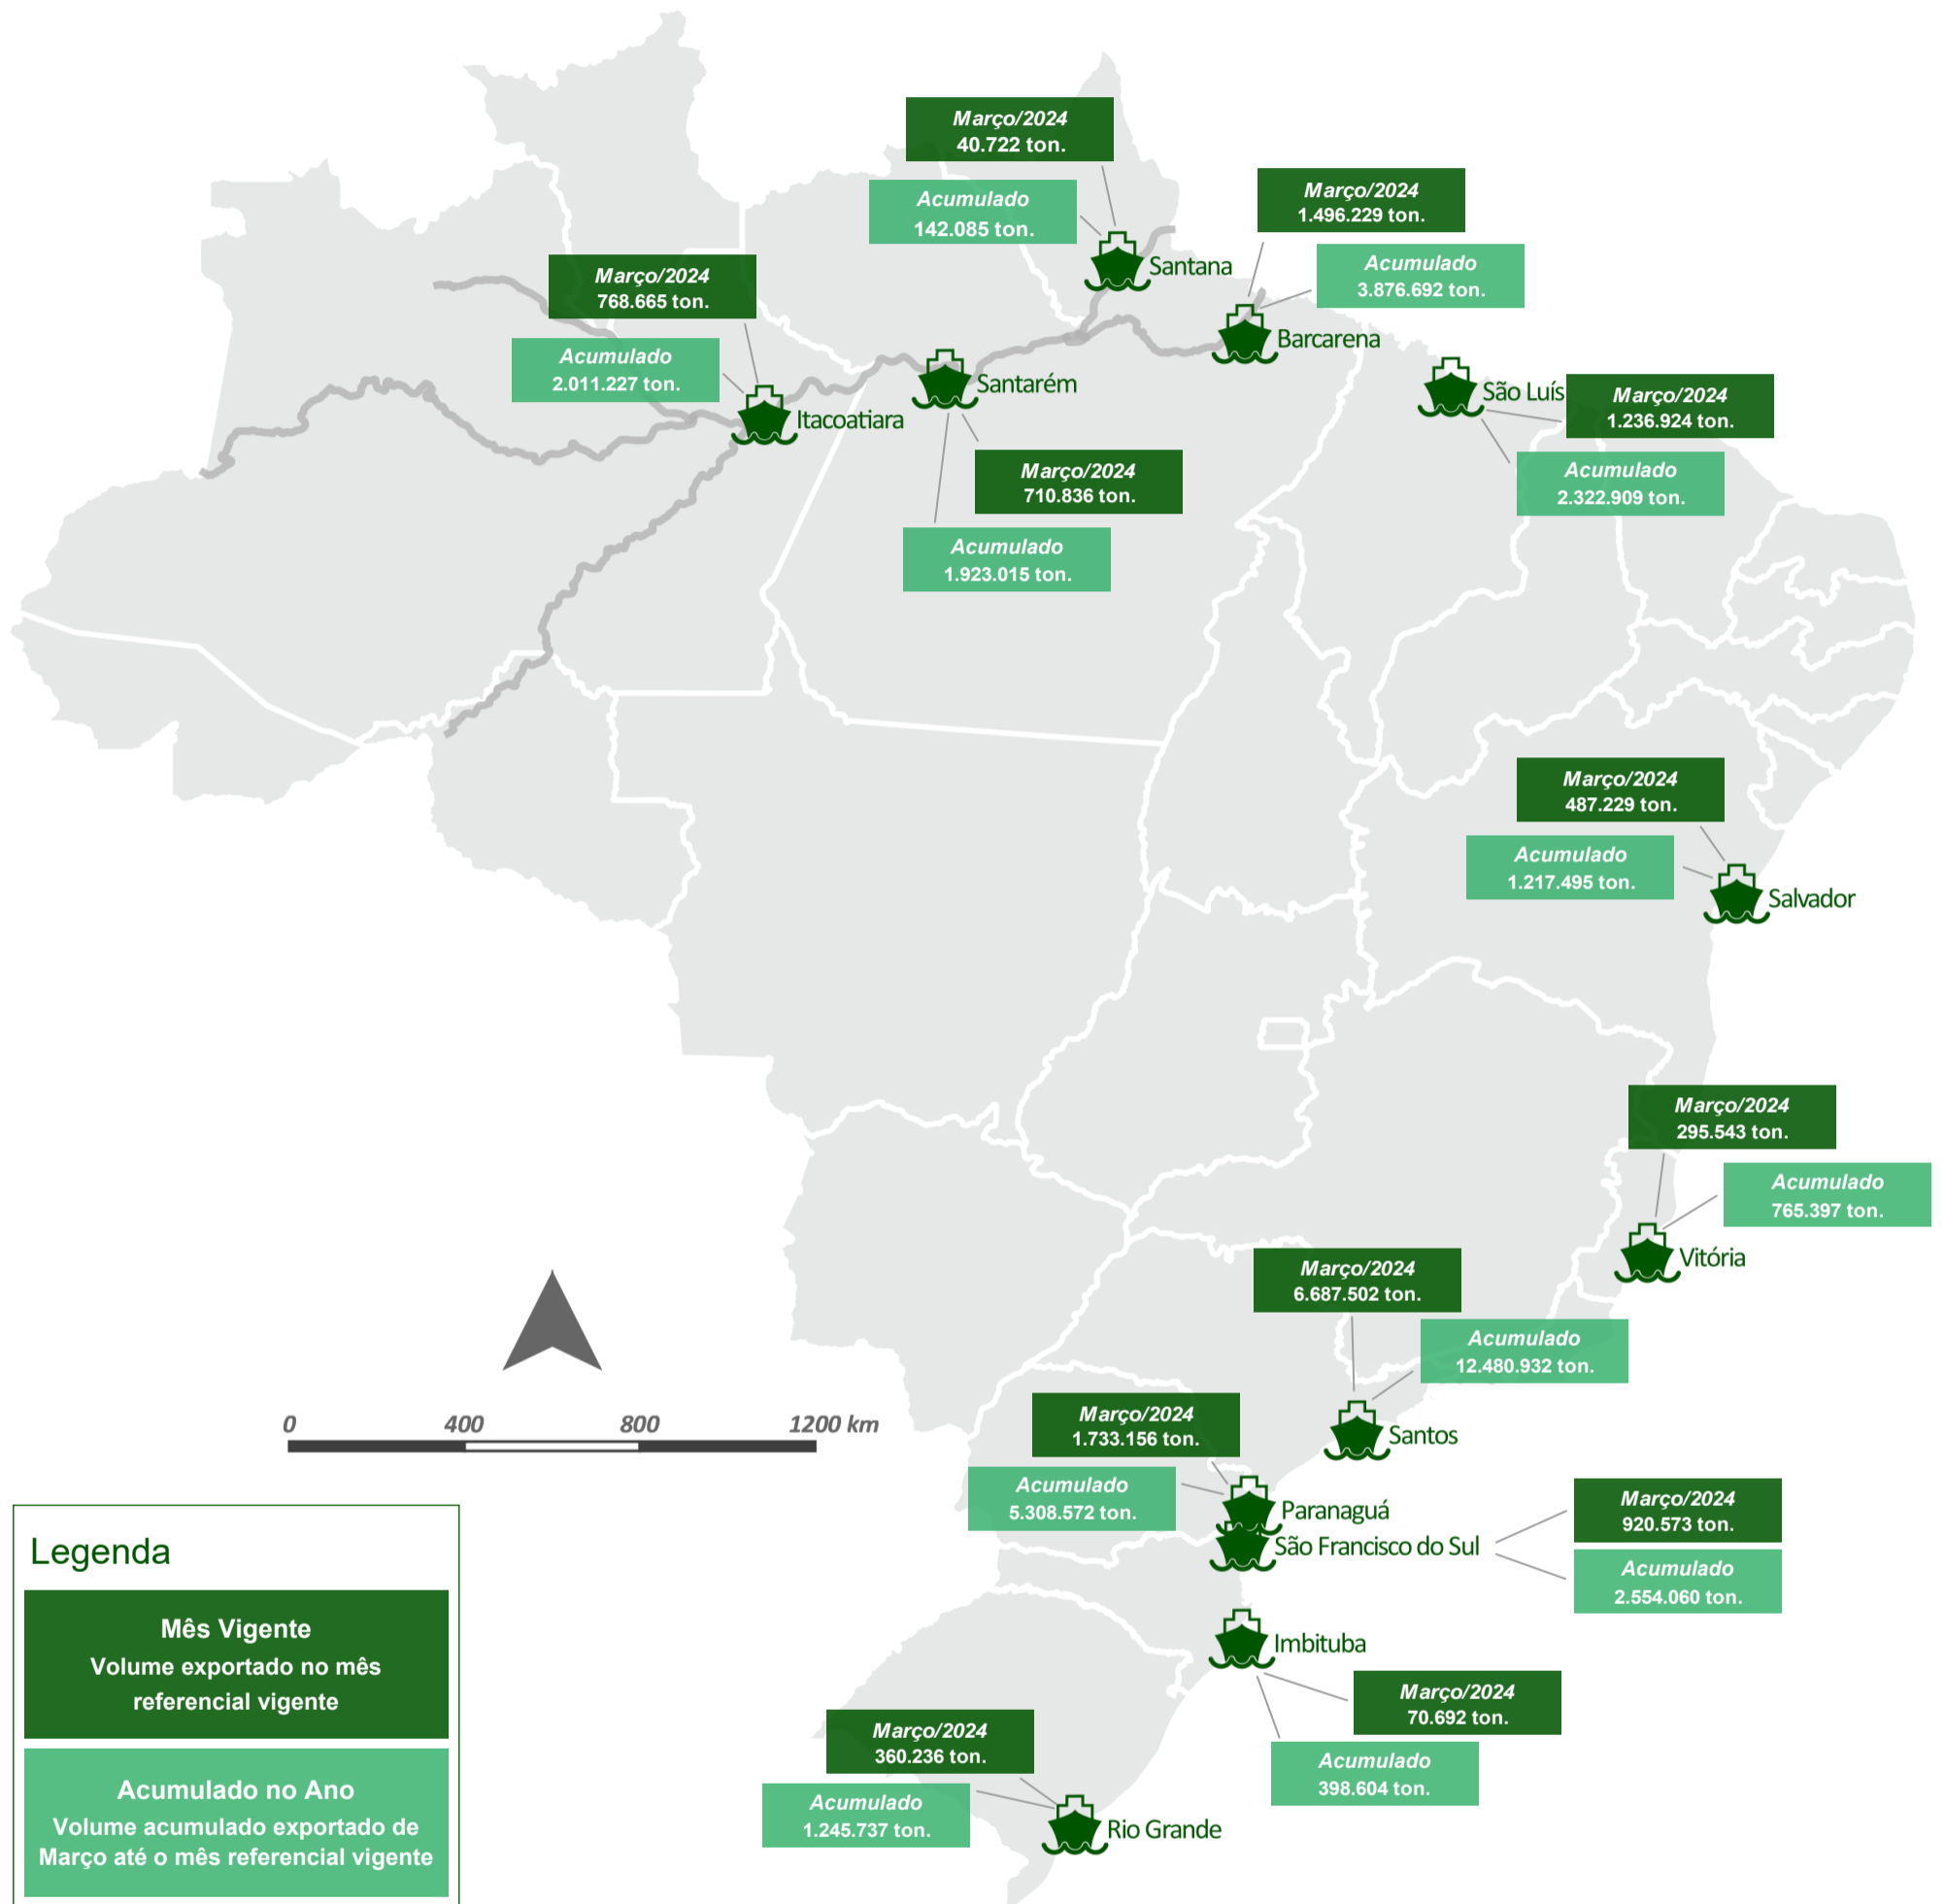 Março/2024
40.722 ton.
Acumulado
142.085 ton.
Santana
Março/2024
1.496.229 ton.
Acumulado
3.876.692 ton.
Barcarena
Março/2024
768.665 ton.
Acumulado
2.011.227 ton.
Itacoatiara
Santarém
Março/2024
710.836 ton.
Acumulado
1.923.015 ton.
São Luís
Março/2024
1.236.924 ton.
Acumulado
2.322.909 ton.
Março/2024
487.229 ton.
Acumulado
1.217.495 ton.
Salvador
Março/2024
295.543 ton.
Acumulado
765.397 ton.
Vitória
Março/2024
6.687.502 ton.
Acumulado
12.480.932 ton.
Santos
Março/2024
1.733.156 ton.
Acumulado
5.308.572 ton.
Paranaguá
São Francisco do Sul
Março/2024
920.573 ton.
Acumulado
2.554.060 ton.
Imbituba
Março/2024
70.692 ton.
Acumulado
398.604 ton.
Março/2024
360.236 ton.
Acumulado
1.245.737 ton.
Rio Grande
0 400 800 1200 km
Legenda
Mês Vigente
Volume exportado no mês
referencial vigente
Acumulado no Ano
Volume acumulado exportado de
Março até o mês referencial vigente